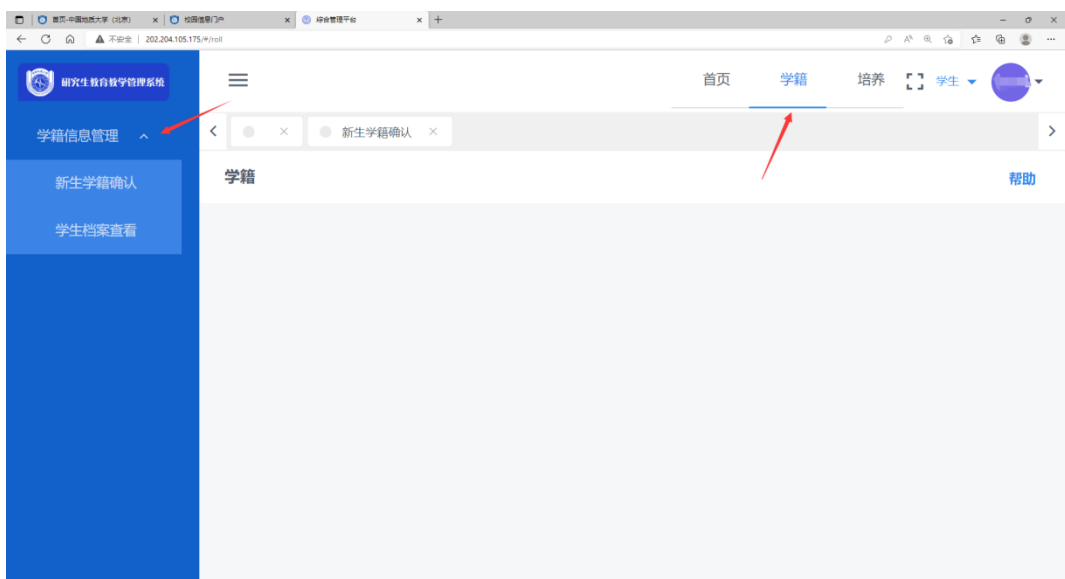 首页-中国地质大学（北京）
校园信息门户
综合管理平台
不安全 | 202.204.105.175/#/roll
研究生教育教学管理系统
首页 学籍 培养 学生
学籍信息管理
新生学籍确认
新生学籍确认
学生档案查看
学籍
帮助